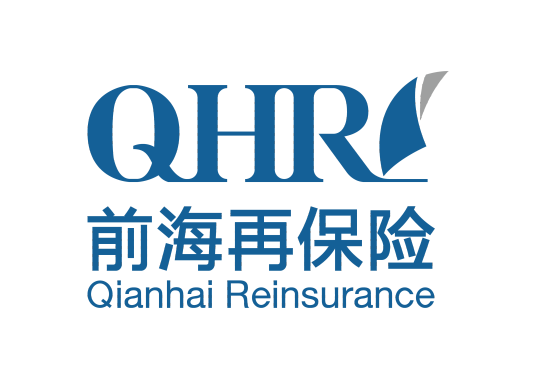 QHR
前海再保险
Qianhai Reinsurance